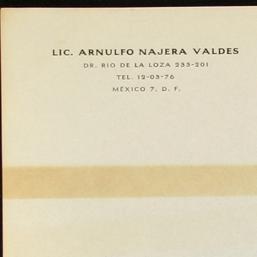 LIC. ARNULFO NAJERA VALDES
DR. RIO DE LA LOZA 233-201
TEL. 12-03-76
MÉXICO 7, D. F.